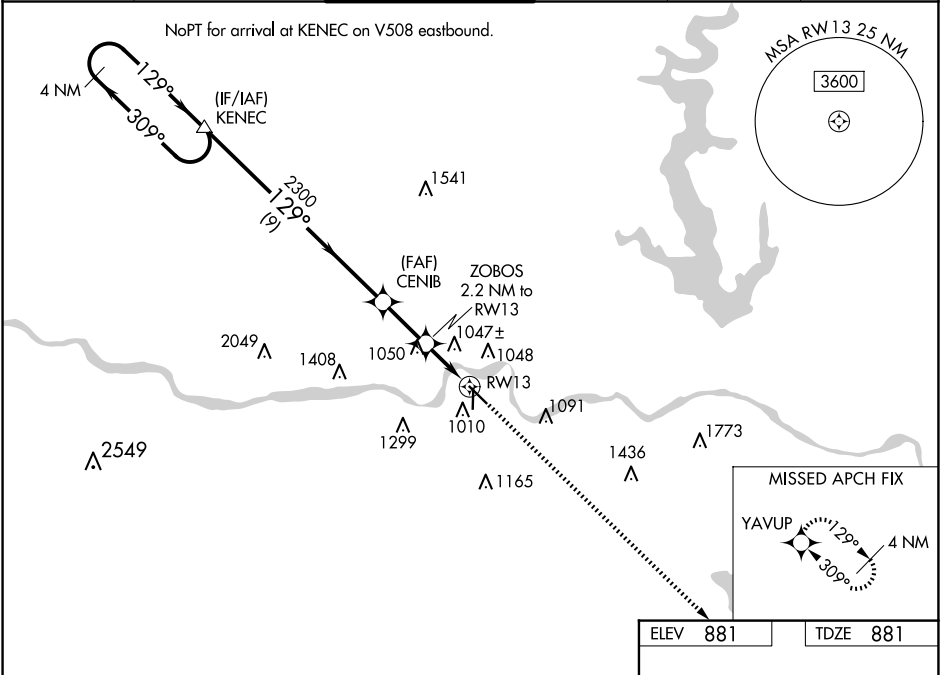 NoPT for arrival at KENEC on V508 eastbound.
MSA RW13 25 NM
3600
4 NM
129°
309°
(IF/IAF)
KENEC
2300
129°
(9)
1541
(FAF)
CENIB
ZOBOS
2.2 NM to
RW13
2049
1408
1050
1047±
1048
RW13
1091
1010
1299
1773
1436
2549
1165
MISSED APCH FIX
YAVUP
129°
309°
4 NM
ELEV 881
TDZE 881